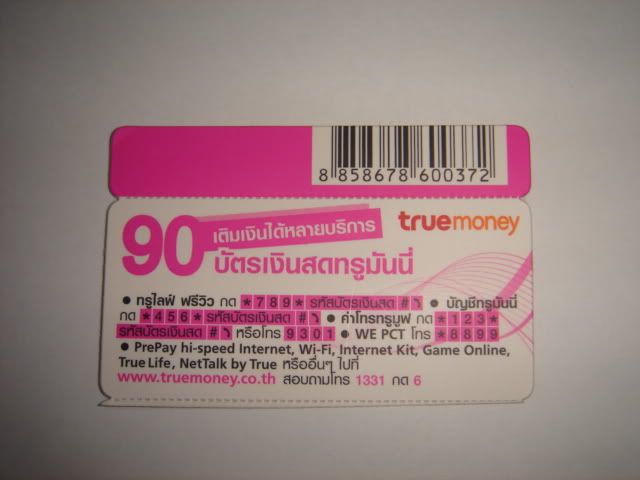 8 858678 600372
90 เติมเงินได้หลายบริการ truemoney
บัตรเงินสดทรูมันนี่
• ทรูไลฟ์ ฟรีวิว กด *789* รหัสบัตรเงินสด # • บัญชีทรูมันนี่
กด *456* รหัสบัตรเงินสด # • ค่าโทรทรูมูฟ กด *123*
รหัสบัตรเงินสด # หรือโทร 9301 • WE PCT โทร *8899
• PrePay hi-speed Internet, Wi-Fi, Internet Kit, Game Online,
True Life, NetTalk by True หรืออื่นๆ ไปที่
www.truemoney.co.th สอบถามโทร 1331 กด 6